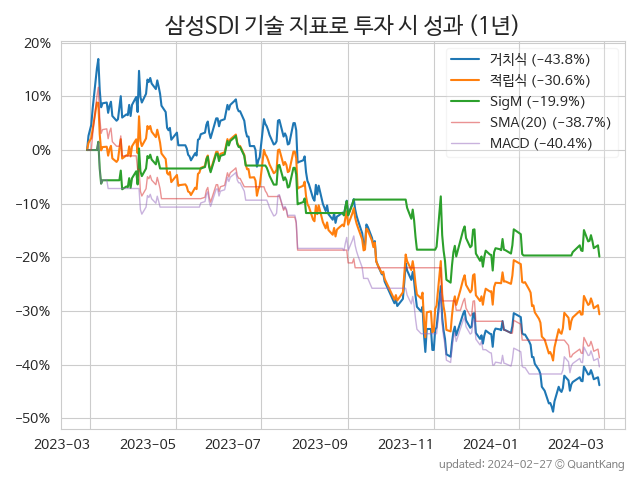 삼성SDI 기술 지표로 투자 시 성과 (1년)
거치식 (−43.8%)
적립식 (−30.6%)
SigM (−19.9%)
SMA(20) (−38.7%)
MACD (−40.4%)
20%
10%
0%
−10%
−20%
−30%
−40%
−50%
2023-03 2023-05 2023-07 2023-09 2023-11 2024-01 2024-03
updated: 2024-02-27 © QuantKang